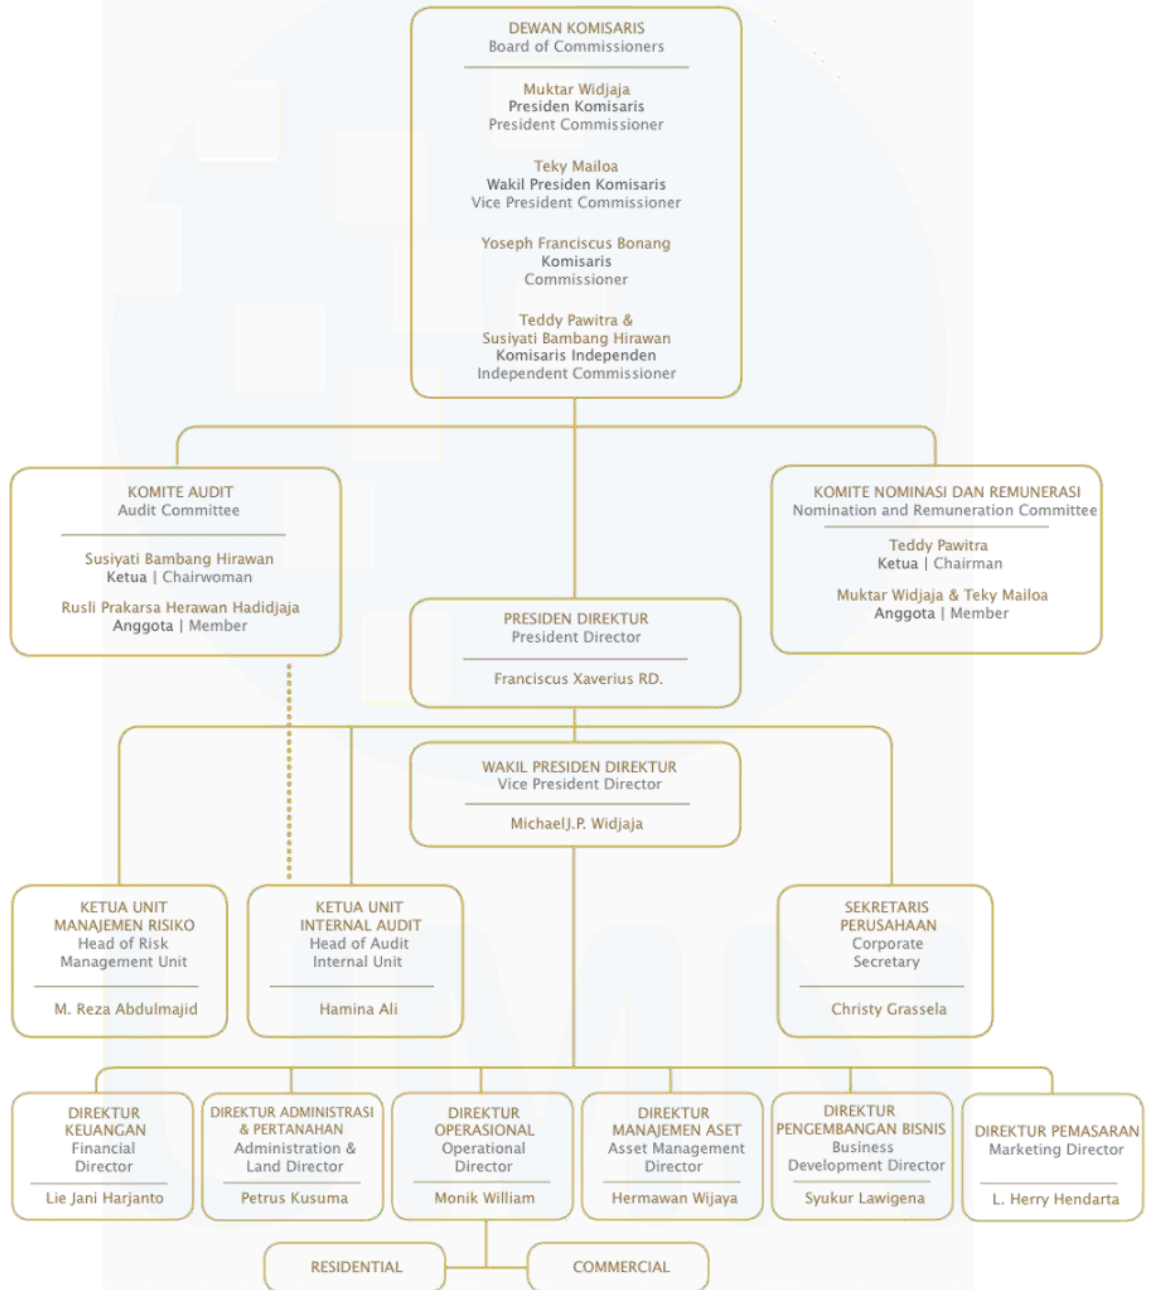 DEWAN KOMISARIS
Board of Commissioners
Muktar Widjaja
Presiden Komisaris
President Commissioner
Teky Mailoa
Wakil Presiden Komisaris
Vice President Commissioner
Yoseph Franciscus Bonang
Komisaris
Commissioner
Teddy Pawitra &
Susiyati Bambang Hirawan
Komisaris Independen
Independent Commissioner
KOMITE AUDIT
Audit Committee
Susiyati Bambang Hirawan
Ketua | Chairwoman
Rusli Prakarsa Herawan Hadidjaja
Anggota | Member
KOMITE NOMINASI DAN REMUNERASI
Nomination and Remuneration Committee
Teddy Pawitra
Ketua | Chairman
Muktar Widjaja & Teky Mailoa
Anggota | Member
PRESIDEN DIREKTUR
President Director
Franciscus Xaverius RD.
WAKIL PRESIDEN DIREKTUR
Vice President Director
Michael J.P. Widjaja
KETUA UNIT
MANAJEMEN RISIKO
Head of Risk
Management Unit
M. Reza Abdulmajid
KETUA UNIT
INTERNAL AUDIT
Head of Audit
Internal Unit
Hamina Ali
SEKRETARIS
PERUSAHAAN
Corporate
Secretary
Christy Grassela
DIREKTUR
KEUANGAN
Financial
Director
Lie Jani Harjanto
DIREKTUR ADMINISTRASI
& PERTANAHAN
Administration &
Land Director
Petrus Kusuma
DIREKTUR
OPERASIONAL
Operational
Director
Monik William
DIREKTUR
MANAJEMEN ASET
Asset Management
Director
Hermawan Wijaya
DIREKTUR
PENGEMBANGAN BISNIS
Business
Development Director
Syukur Lawigena
DIREKTUR PEMASARAN
Marketing Director
L. Herry Hendarta
RESIDENTIAL
COMMERCIAL
UMN